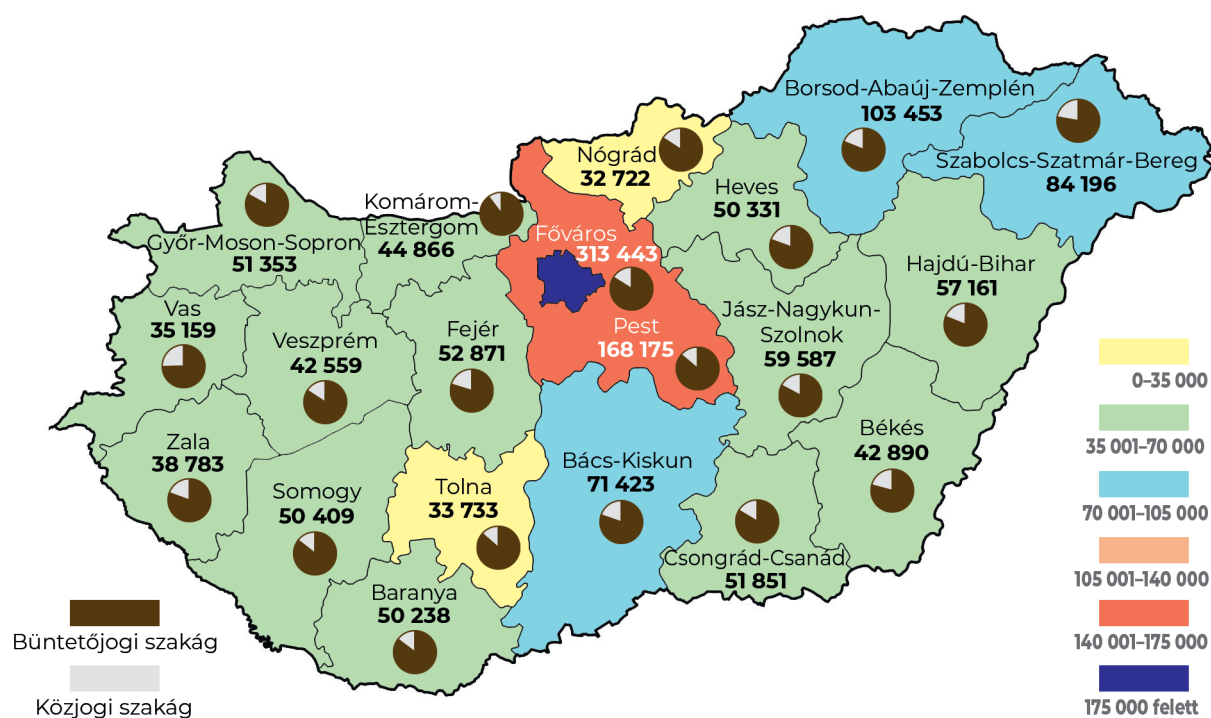 Borsod-Abaúj-Zemplén
103 453
Szabolcs-Szatmár-Bereg
84 196
Nógrád
32 722
Heves
50 331
Komárom-
Esztergom
44 866
Győr-Moson-Sopron
51 353
Főváros
313 443
Pest
168 175
Hajdú-Bihar
57 161
Jász-Nagykun-
Szolnok
59 587
Vas
35 159
Veszprém
42 559
Fejér
52 871
Zala
38 783
Somogy
50 409
Tolna
33 733
Bács-Kiskun
71 423
Békés
42 890
Csongrád-Csanád
51 851
Baranya
50 238
Büntetőjogi szakág
Közjogi szakág
0–35 000
35 001–70 000
70 001–105 000
105 001–140 000
140 001–175 000
175 000 felett